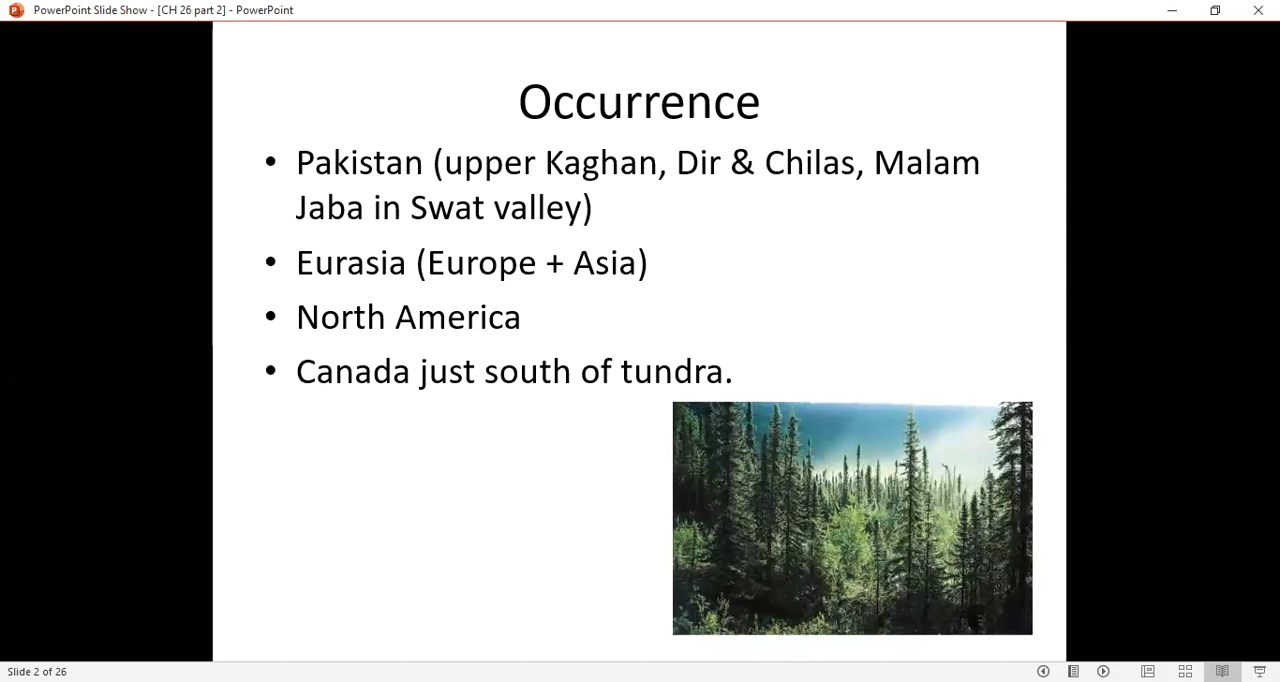 PowerPoint Slide Show - [CH 26 part 2] - PowerPoint
Occurrence
• Pakistan (upper Kaghan, Dir & Chilas, Malam
Jaba in Swat valley)
• Eurasia (Europe + Asia)
• North America
• Canada just south of tundra.
Slide 2 of 26